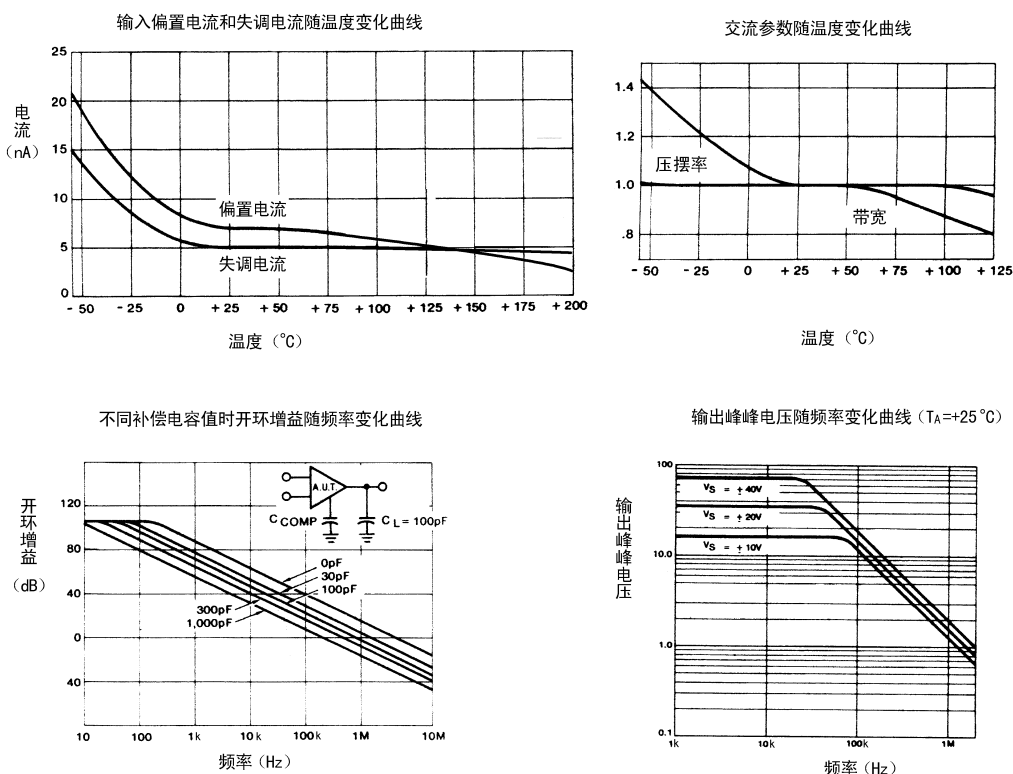 输入偏置电流和失调电流随温度变化曲线
25
20
15
10
5
0
电流
(nA)
偏置电流
失调电流
- 50
- 25
0
+ 25
+ 50
+ 75
+ 100
+ 125
+ 150
+ 175
+ 200
温度（°C）
交流参数随温度变化曲线
1.4
1.2
1.0
.8
压摆率
带宽
- 50
- 25
0
+ 25
+ 50
+ 75
+ 100
+ 125
温度（°C）
不同补偿电容值时开环增益随频率变化曲线
开环增益
(dB)
120
80
40
0
40
A.U.T.
C COMP
C L = 100pF
0pF
30pF
100pF
300pF
1,000pF
10
100
1k
10k
100k
1M
10M
频率（Hz）
输出峰峰电压随频率变化曲线（TA=+25°C）
输出峰峰电压
100
10.0
1.0
0.1
VS = ±40V
VS = ±20V
VS = ±10V
1k
10k
100k
1M
频率（Hz）